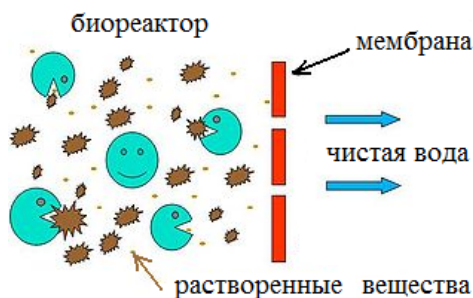 биореактор
мембрана
чистая вода
растворенные вещества